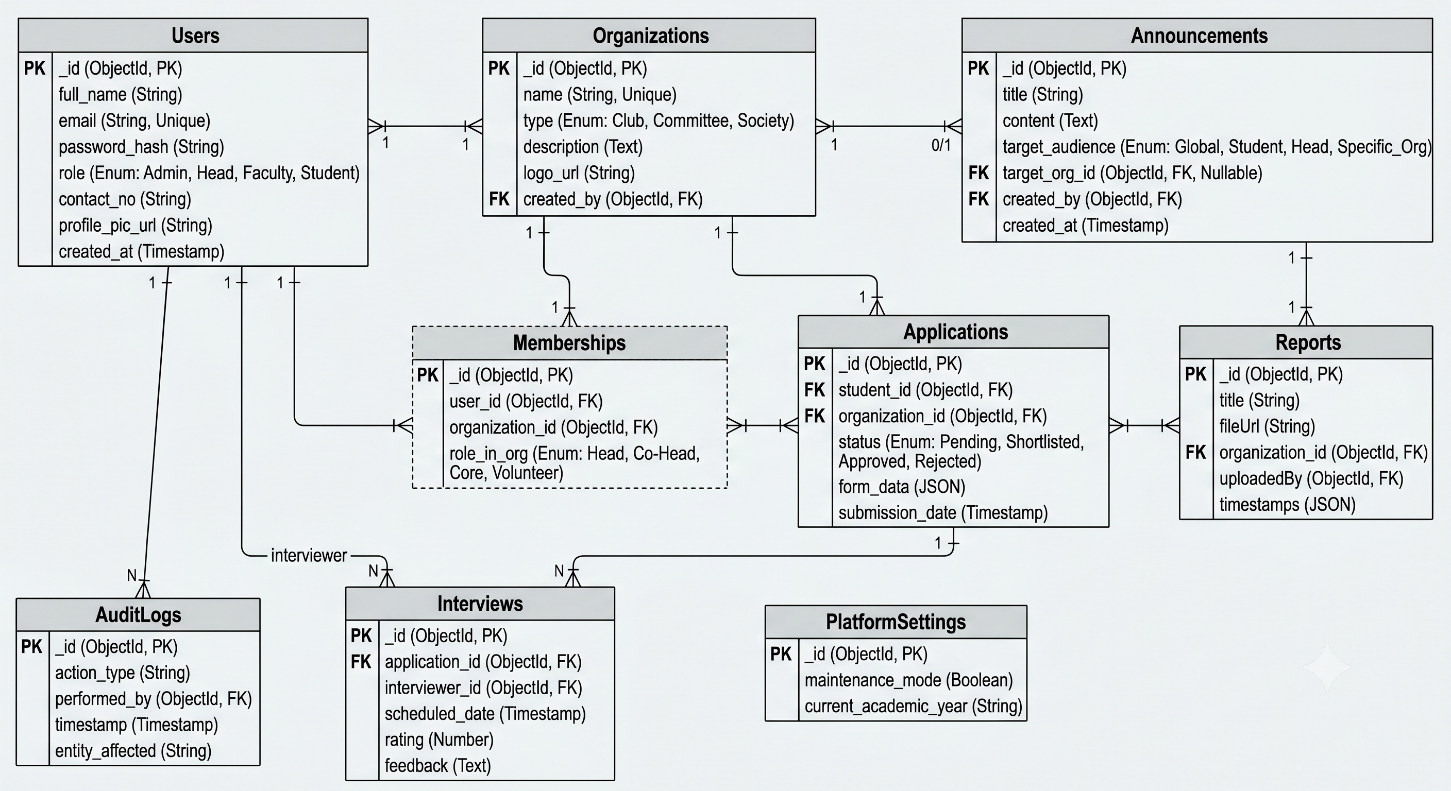 Users
PK _id (ObjectId, PK)
full_name (String)
email (String, Unique)
password_hash (String)
role (Enum: Admin, Head, Faculty, Student)
contact_no (String)
profile_pic_url (String)
created_at (Timestamp)
1
1
Organizations
PK _id (ObjectId, PK)
name (String, Unique)
type (Enum: Club, Committee, Society)
description (Text)
logo_url (String)
FK created_by (ObjectId, FK)
1
0/1
Announcements
PK _id (ObjectId, PK)
title (String)
content (Text)
target_audience (Enum: Global, Student, Head, Specific_Org)
FK target_org_id (ObjectId, FK, Nullable)
FK created_by (ObjectId, FK)
created_at (Timestamp)
1
1
1
1
1
1
1
1
1
Memberships
PK _id (ObjectId, PK)
user_id (ObjectId, FK)
organization_id (ObjectId, FK)
role_in_org (Enum: Head, Co-Head,
Core, Volunteer)
Applications
PK _id (ObjectId, PK)
FK student_id (ObjectId, FK)
FK organization_id (ObjectId, FK)
status (Enum: Pending, Shortlisted,
Approved, Rejected)
form_data (JSON)
submission_date (Timestamp)
Reports
PK _id (ObjectId, PK)
title (String)
fileUrl (String)
FK organization_id (ObjectId, FK)
uploadedBy (ObjectId, FK)
timestamps (JSON)
1
interviewer
N
N
N
AuditLogs
PK _id (ObjectId, PK)
action_type (String)
performed_by (ObjectId, FK)
timestamp (Timestamp)
entity_affected (String)
Interviews
PK _id (ObjectId, PK)
FK application_id (ObjectId, FK)
interviewer_id (ObjectId, FK)
scheduled_date (Timestamp)
rating (Number)
feedback (Text)
PlatformSettings
PK _id (ObjectId, PK)
maintenance_mode (Boolean)
current_academic_year (String)